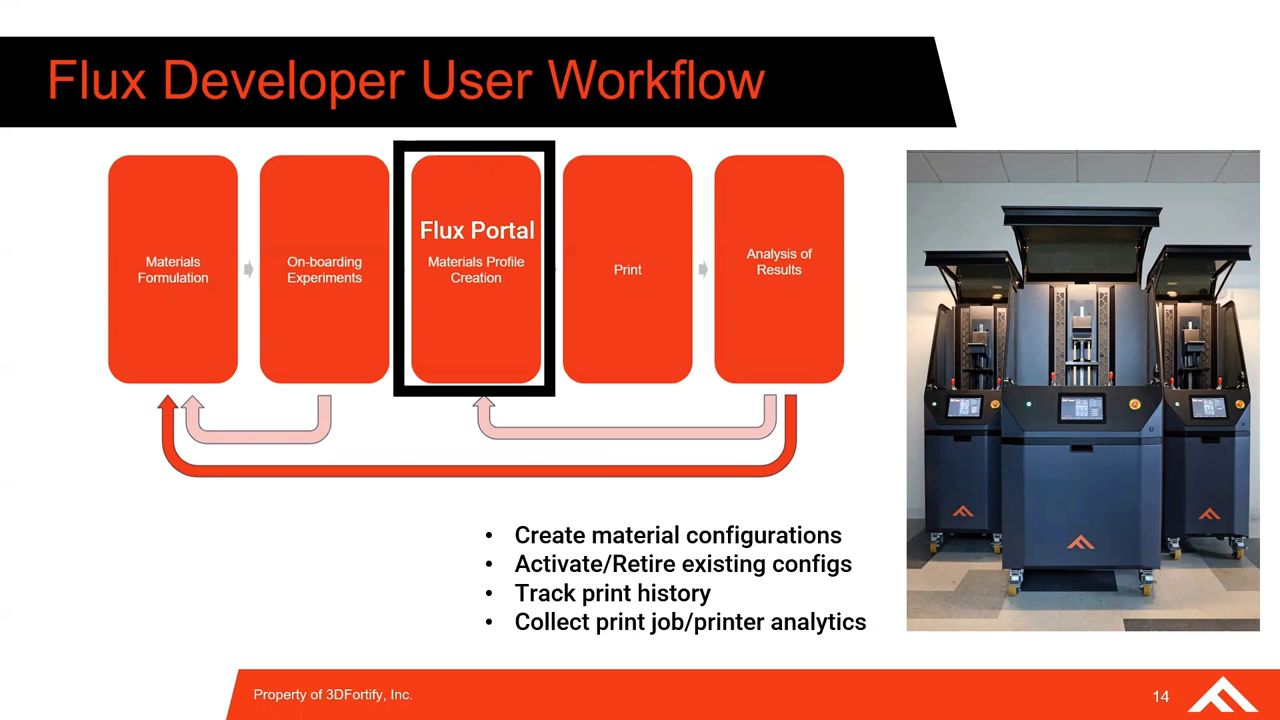 Flux Developer User Workflow
Materials
Formulation
On-boarding
Experiments
Flux Portal
Materials Profile
Creation
Print
Analysis of
Results
• Create material configurations
• Activate/Retire existing configs
• Track print history
• Collect print job/printer analytics
Property of 3DFortify, Inc.
14